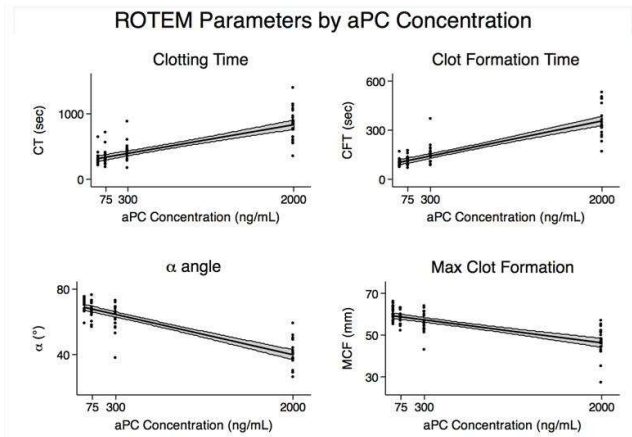 ROTEM Parameters by aPC Concentration
Clotting Time
CT (sec)
1000
0
75 300 2000
aPC Concentration (ng/mL)
Clot Formation Time
CFT (sec)
600
300
0
75 300 2000
aPC Concentration (ng/mL)
α angle
α (°)
80
40
75 300 2000
aPC Concentration (ng/mL)
Max Clot Formation
MCF (mm)
70
50
30
75 300 2000
aPC Concentration (ng/mL)